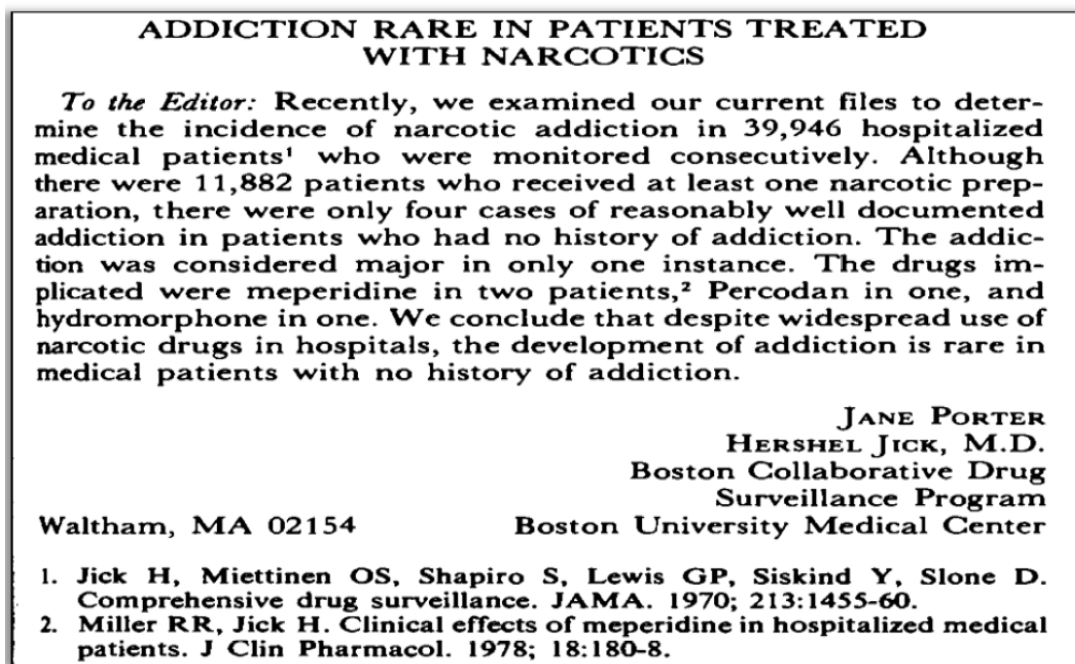 ADDICTION RARE IN PATIENTS TREATED
WITH NARCOTICS
To the Editor: Recently, we examined our current files to deter-
mine the incidence of narcotic addiction in 39,946 hospitalized
medical patients¹ who were monitored consecutively. Although
there were 11,882 patients who received at least one narcotic prep-
aration, there were only four cases of reasonably well documented
addiction in patients who had no history of addiction. The addic-
tion was considered major in only one instance. The drugs im-
plicated were meperidine in two patients,² Percodan in one, and
hydromorphone in one. We conclude that despite widespread use of
narcotic drugs in hospitals, the development of addiction is rare in
medical patients with no history of addiction.
JANE PORTER
HERSHEL JICK, M.D.
Boston Collaborative Drug
Surveillance Program
Waltham, MA 02154 Boston University Medical Center
1. Jick H, Miettinen OS, Shapiro S, Lewis GP, Siskind Y, Slone D.
Comprehensive drug surveillance. JAMA. 1970; 213:1455-60.
2. Miller RR, Jick H. Clinical effects of meperidine in hospitalized medical
patients. J Clin Pharmacol. 1978; 18:180-8.